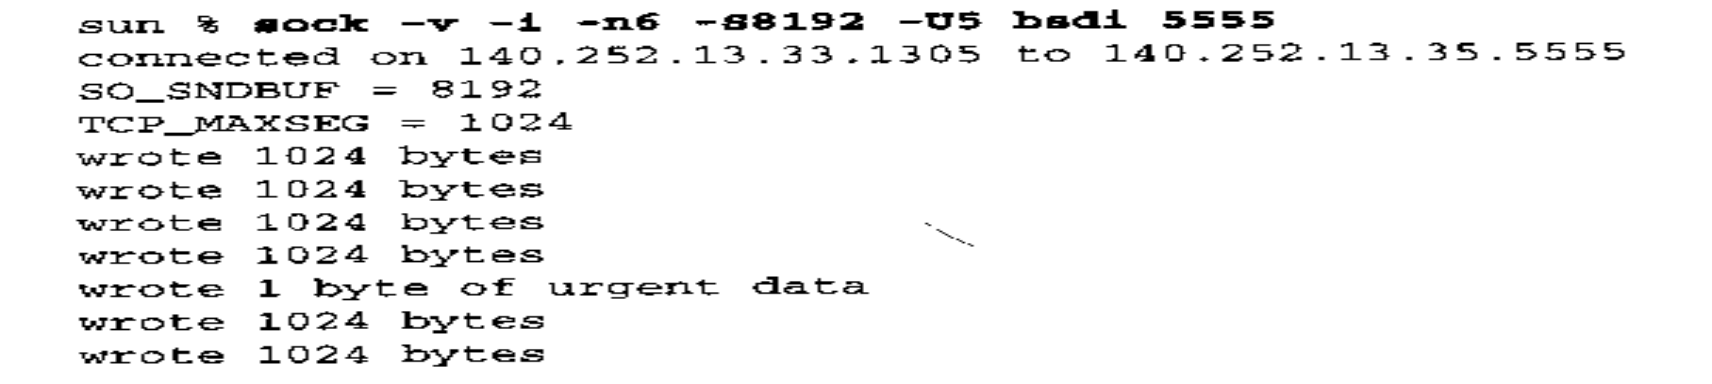 sun % sock -v -i -n6 -S8192 -U5 bsdi 5555
connected on 140.252.13.33.1305 to 140.252.13.35.5555
SO_SNDBUF = 8192
TCP_MAXSEG = 1024
wrote 1024 bytes
wrote 1024 bytes
wrote 1024 bytes
wrote 1024 bytes
wrote 1 byte of urgent data
wrote 1024 bytes
wrote 1024 bytes